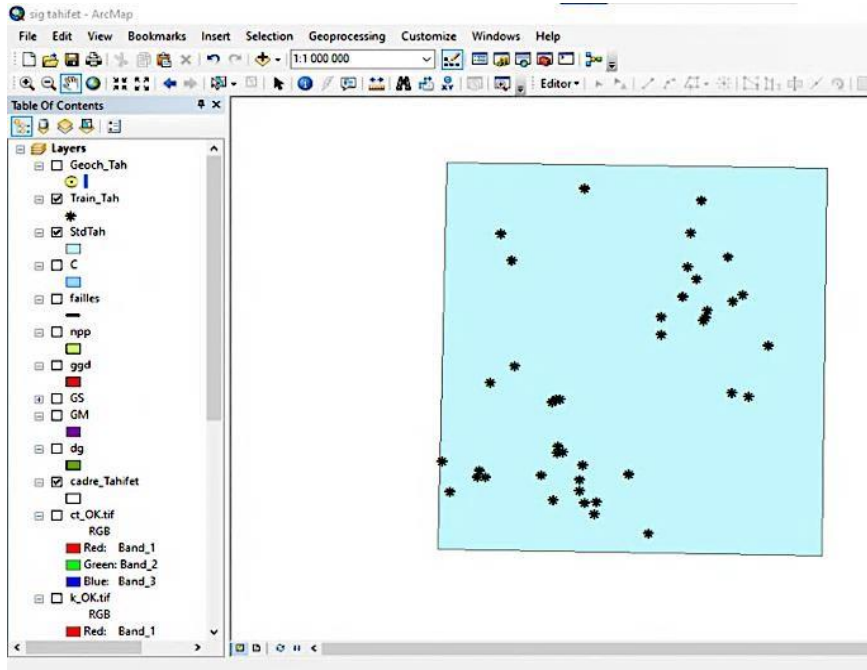 sig tahifet - ArcMap
File Edit View Bookmarks Insert Selection Geoprocessing Customize Windows Help
1:1 000 000
Editor
Table Of Contents
Layers
Geoch_Tah
Train_Tah
StdTah
C
failles
npp
ggd
GS
GM
dg
cadre_Tahifet
ct_OK.tif
RGB
Red: Band_1
Green: Band_2
Blue: Band_3
k_OK.tif
RGB
Red: Band_1